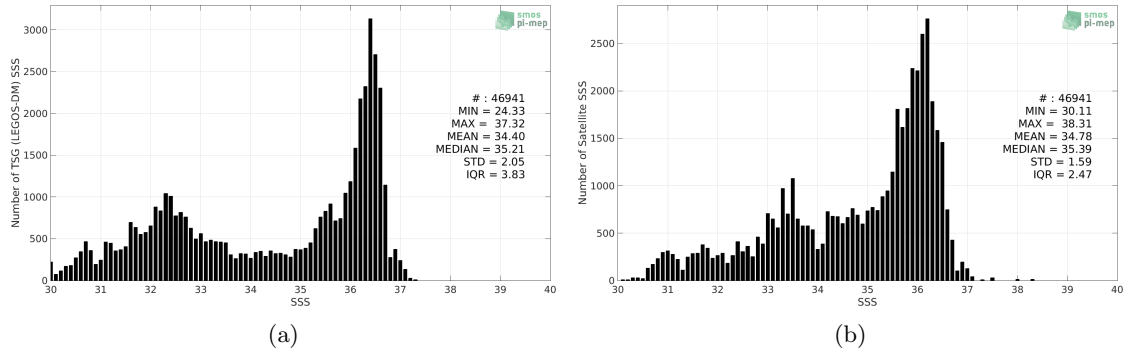 smos
pi-mep
3000
2500
2000
1500
1000
500
0
Number of TSG (LEGOS-DM) SSS
# : 46941
MIN = 24.33
MAX = 37.32
MEAN = 34.40
MEDIAN = 35.21
STD = 2.05
IQR = 3.83
30 31 32 33 34 35 36 37 38 39 40
SSS
(a)
smos
pi-mep
2500
2000
1500
1000
500
0
Number of Satellite SSS
# : 46941
MIN = 30.11
MAX = 38.31
MEAN = 34.78
MEDIAN = 35.39
STD = 1.59
IQR = 2.47
30 31 32 33 34 35 36 37 38 39 40
SSS
(b)